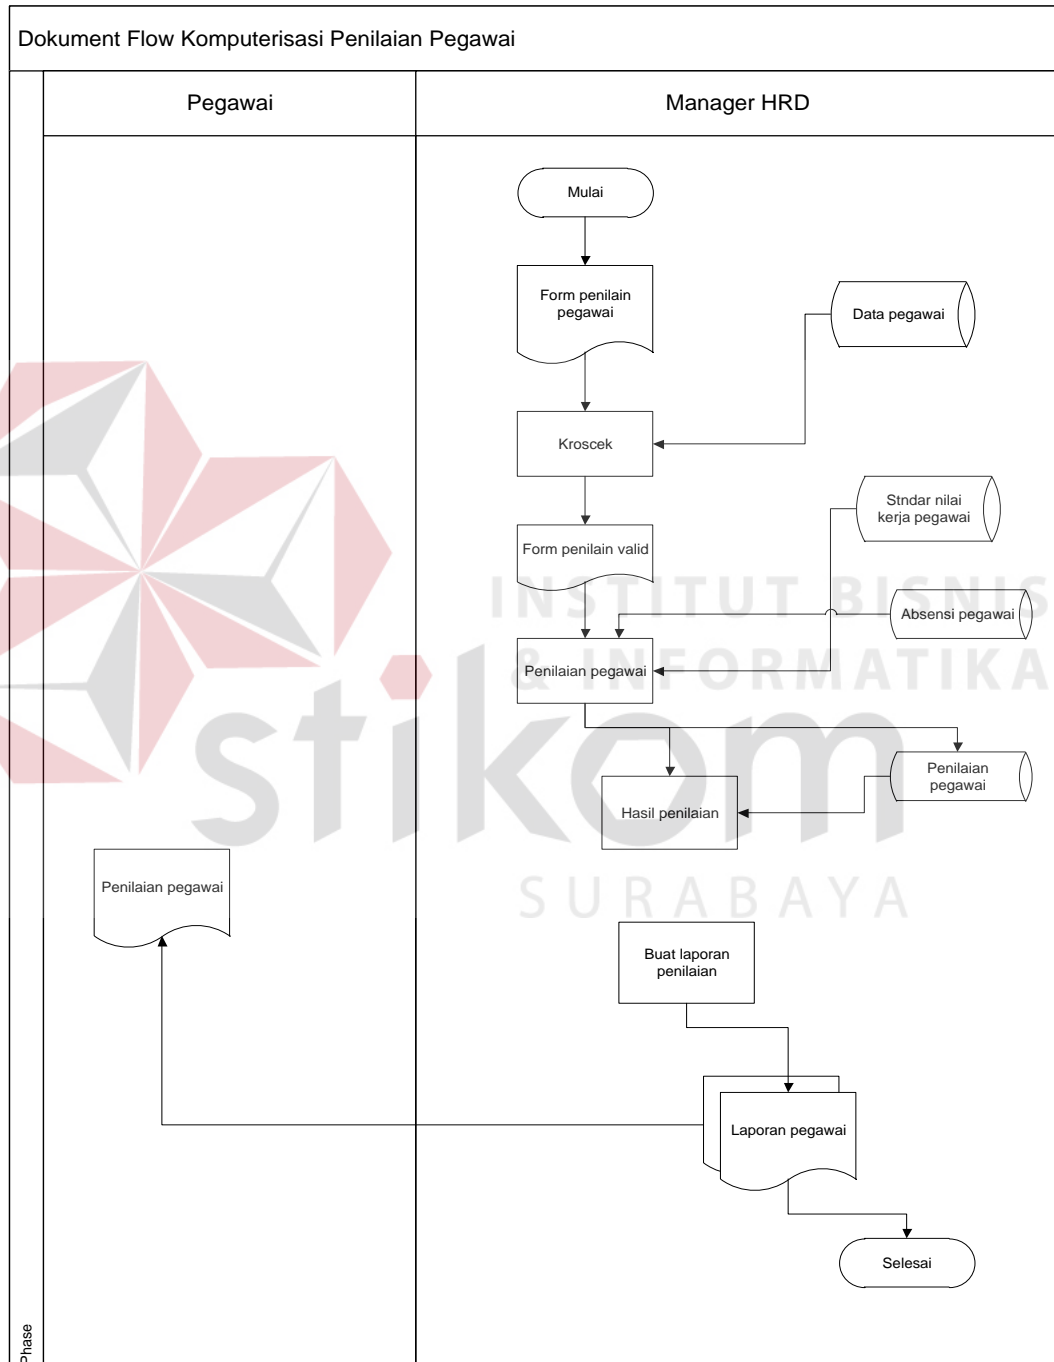 Dokument Flow Komputerisasi Penilaian Pegawai
Pegawai
Manager HRD
Mulai
Form penilain
pegawai
Data pegawai
Kroscek
Stndar nilai
kerja pegawai
Form penilain valid
INSTITUT BISNIS
Absensi pegawai
Penilaian pegawai
& INFORMATIKA
stikom
Penilaian
pegawai
Hasil penilaian
Penilaian pegawai
SURABAYA
Buat laporan
penilaian
Laporan pegawai
Selesai
Phase